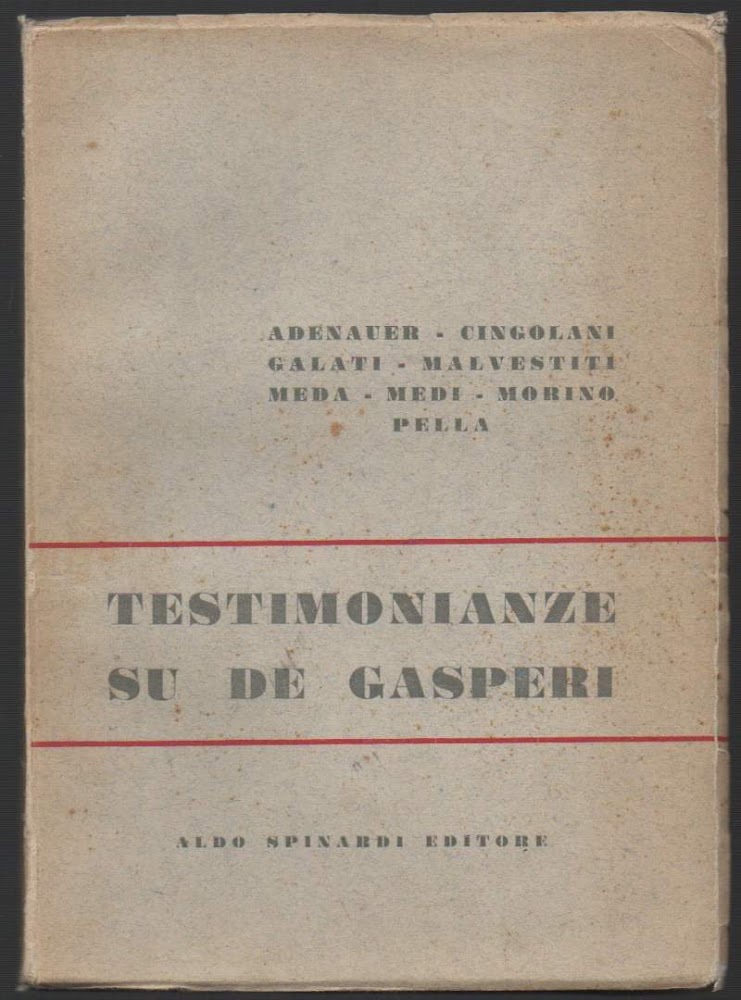 ADENAUER - CINGOLANI
GALATI - MALVESTITI
MEDA - MEDI - MORINO
PELLA
TESTIMONIANZE
SU DE GASPERI
ALDO SPINARDI EDITORE